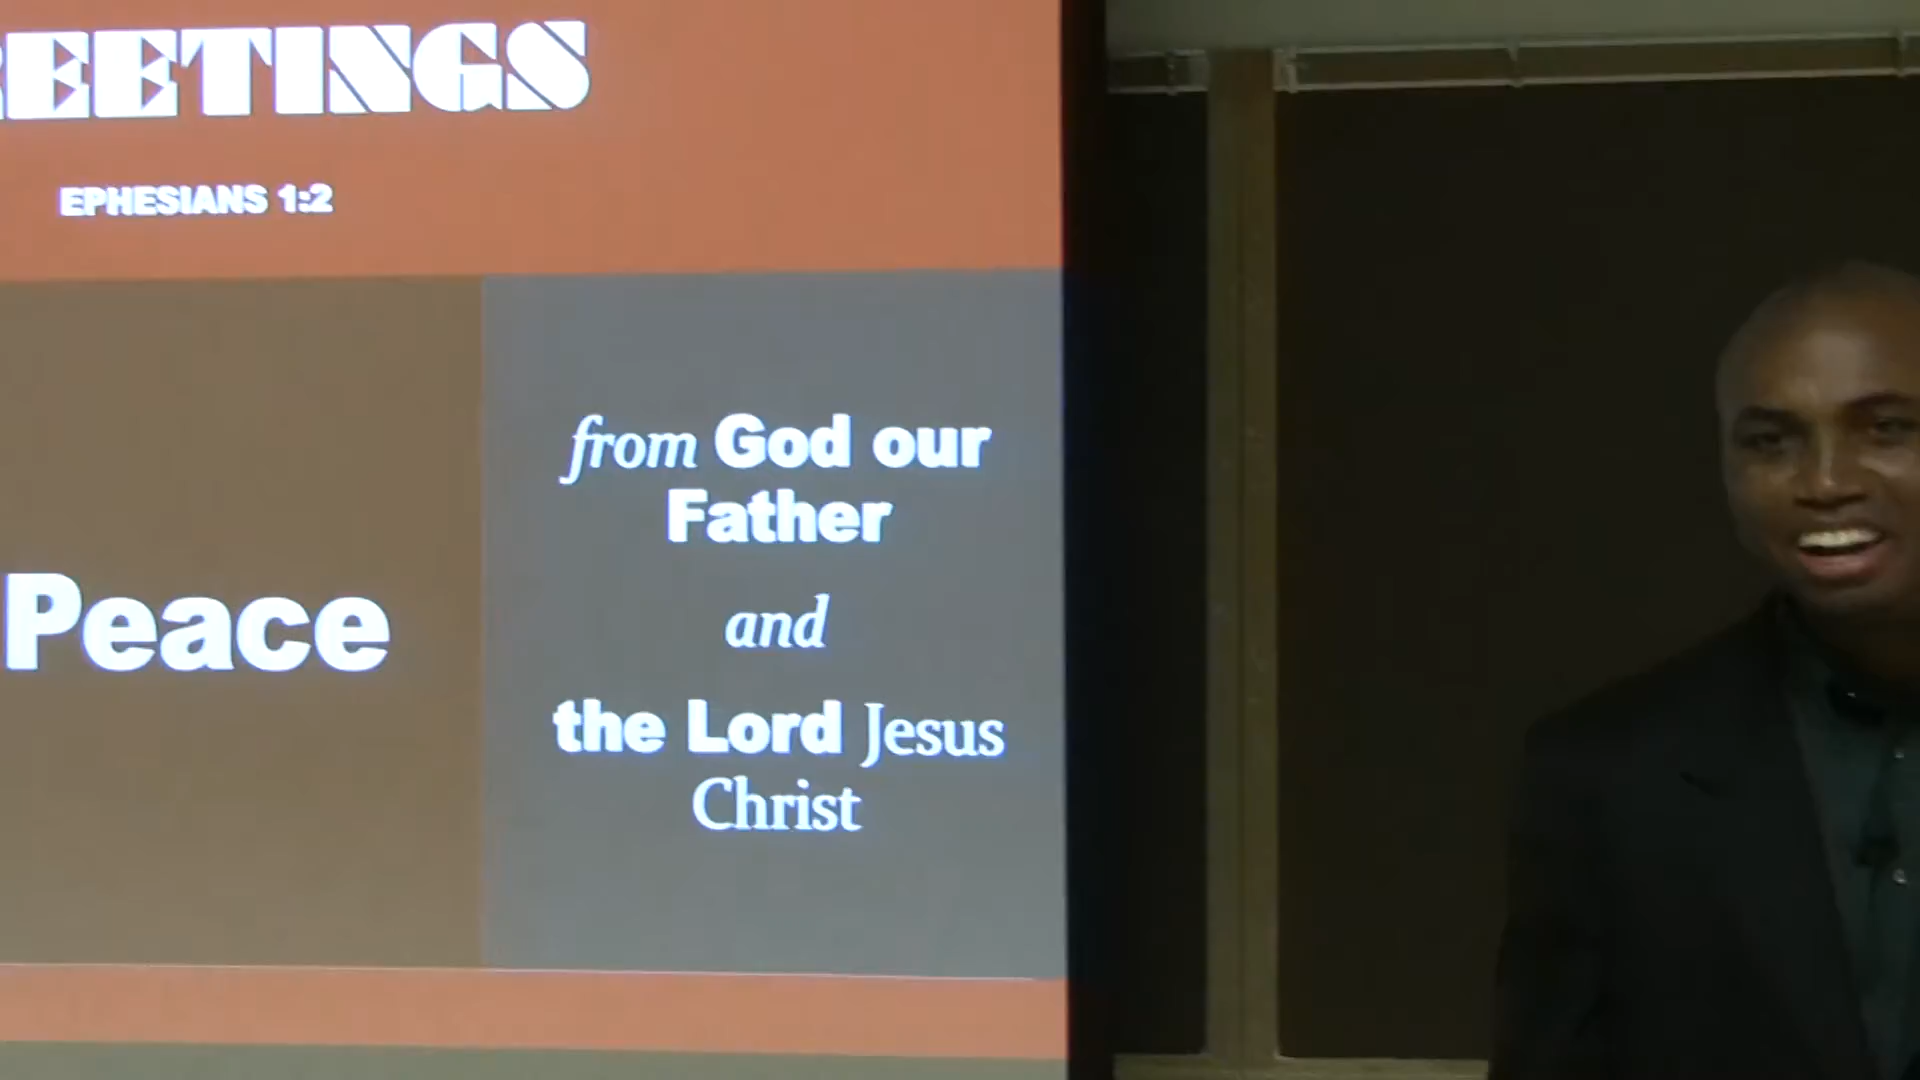 EETINGS
EPHESIANS 1:2
Peace
from God our
Father
and
the Lord Jesus
Christ